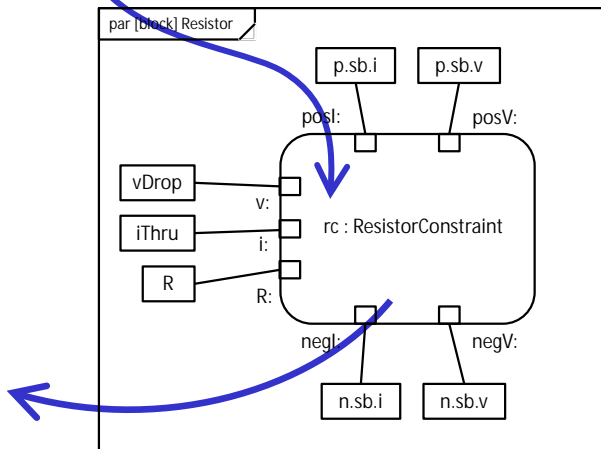 par [block] Resistor
p.sb.i
p.sb.v
posI:
posV:
vDrop
v:
iThru
rc : ResistorConstraint
i:
R
R:
negI:
negV:
n.sb.i
n.sb.v